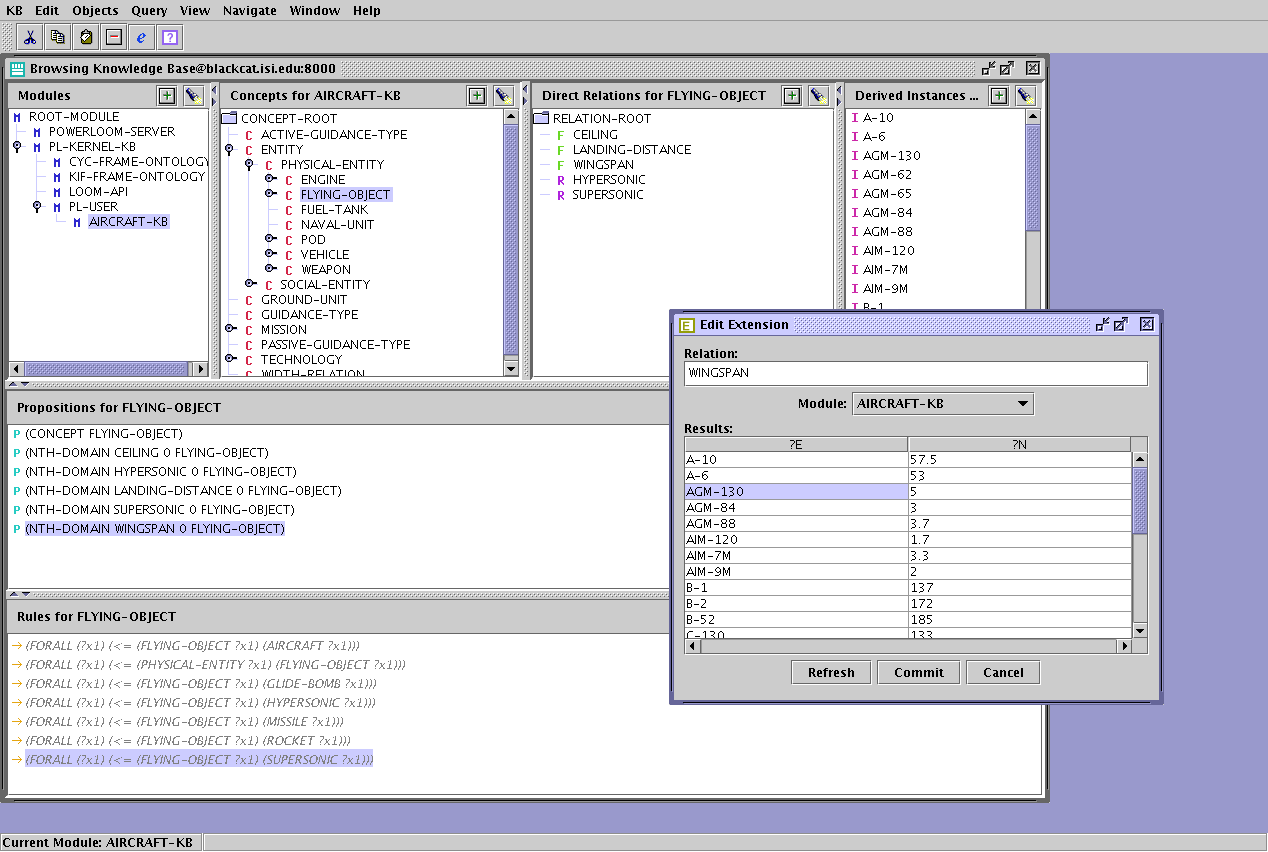 KB Edit Objects Query View Navigate Window Help
Browsing Knowledge Base@blackcat.isi.edu:8000
Modules
M ROOT-MODULE
M POWERLOOM-SERVER
M PL-KERNEL-KB
M CYC-FRAME-ONTOLOGY
M KIF-FRAME-ONTOLOGY
M LOOM-API
M PL-USER
M AIRCRAFT-KB
Concepts for AIRCRAFT-KB
CONCEPT-ROOT
C ACTIVE-GUIDANCE-TYPE
C ENTITY
C PHYSICAL-ENTITY
C ENGINE
C FLYING-OBJECT
C FUEL-TANK
C NAVAL-UNIT
C POD
C VEHICLE
C WEAPON
C SOCIAL-ENTITY
C GROUND-UNIT
C GUIDANCE-TYPE
C MISSION
C PASSIVE-GUIDANCE-TYPE
C TECHNOLOGY
C WIDTH-RELATION
Direct Relations for FLYING-OBJECT
RELATION-ROOT
F CEILING
F LANDING-DISTANCE
F WINGSPAN
R HYPERSONIC
R SUPERSONIC
Derived Instances ...
I A-10
I A-6
I AGM-130
I AGM-62
I AGM-65
I AGM-84
I AGM-88
I AIM-120
I AIM-7M
I AIM-9M
I B-1
Propositions for FLYING-OBJECT
P (CONCEPT FLYING-OBJECT)
P (NTH-DOMAIN CEILING 0 FLYING-OBJECT)
P (NTH-DOMAIN HYPERSONIC 0 FLYING-OBJECT)
P (NTH-DOMAIN LANDING-DISTANCE 0 FLYING-OBJECT)
P (NTH-DOMAIN SUPERSONIC 0 FLYING-OBJECT)
P (NTH-DOMAIN WINGSPAN 0 FLYING-OBJECT)
Rules for FLYING-OBJECT
(FORALL (?x1) (<= (FLYING-OBJECT ?x1) (AIRCRAFT ?x1)))
(FORALL (?x1) (<= (PHYSICAL-ENTITY ?x1) (FLYING-OBJECT ?x1)))
(FORALL (?x1) (<= (FLYING-OBJECT ?x1) (GLIDE-BOMB ?x1)))
(FORALL (?x1) (<= (FLYING-OBJECT ?x1) (HYPERSONIC ?x1)))
(FORALL (?x1) (<= (FLYING-OBJECT ?x1) (MISSILE ?x1)))
(FORALL (?x1) (<= (FLYING-OBJECT ?x1) (ROCKET ?x1)))
(FORALL (?x1) (<= (FLYING-OBJECT ?x1) (SUPERSONIC ?x1)))
E Edit Extension
Relation:
WINGSPAN
Module: AIRCRAFT-KB
Results:
?E ?N
A-10 57.5
A-6 53
AGM-130 5
AGM-84 3
AGM-88 3.7
AIM-120 1.7
AIM-7M 3.3
AIM-9M 2
B-1 137
B-2 172
B-52 185
C-130 133
Refresh Commit Cancel
Current Module: AIRCRAFT-KB